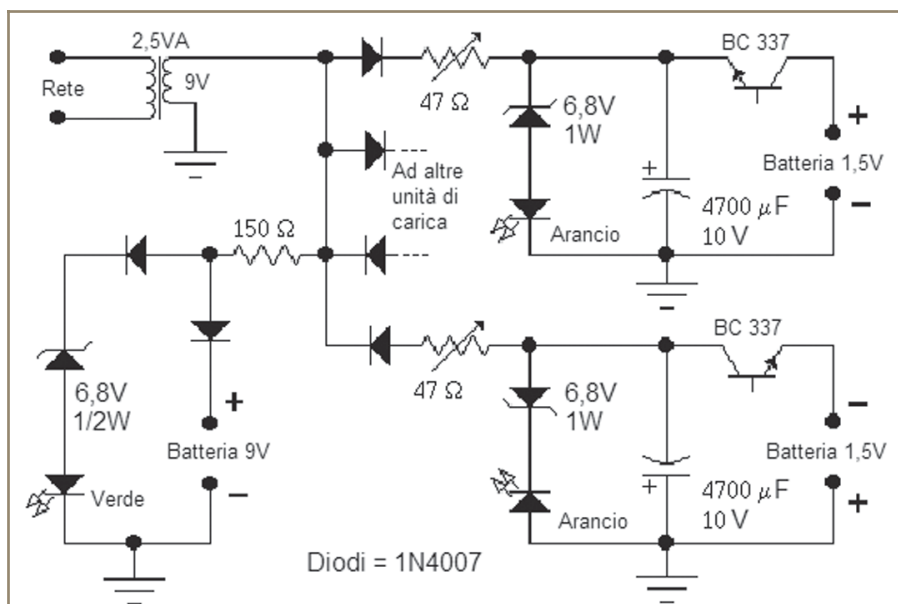 2,5VA
9V
Rete
47 Ω
BC 337
6,8V
1W
+
Batteria 1,5V
−
Ad altre
unità di
carica
+
4700 µF
10 V
Arancio
150 Ω
BC 337
47 Ω
6,8V
1/2W
+
Batteria 9V
−
Verde
6,8V
1W
−
Batteria 1,5V
+
4700 µF
10 V
+
Arancio
Diodi = 1N4007